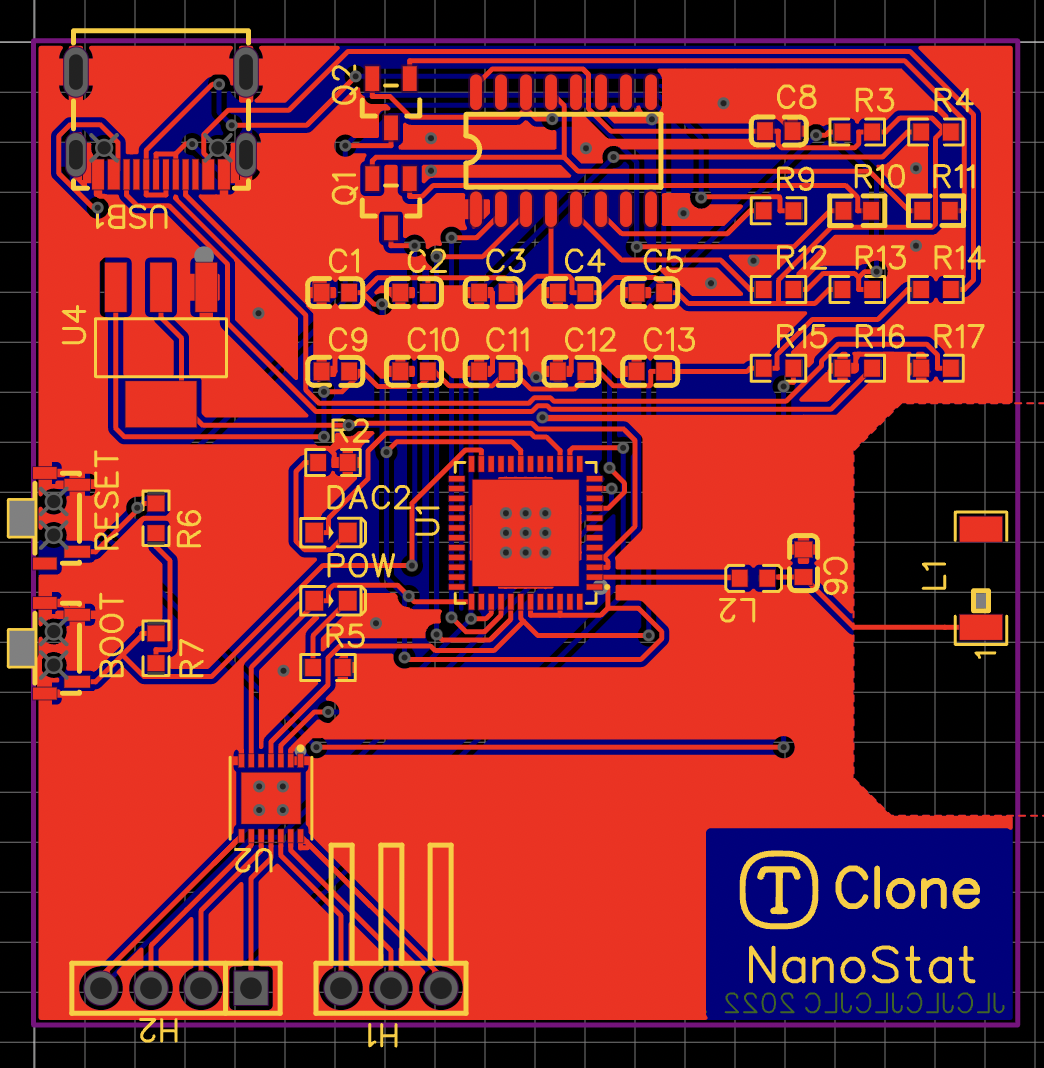 Q2
C8 R3 R4
Q1
R9 R10 R11
USB1
C1 C2 C3 C4 C5 R12 R13 R14
U4
C9 C10 C11 C12 C13 R15 R16 R17
R2
RESET
DAC2
U1
R6
POW
C6
L1
L2
BOOT
R7
R5
1
U2
T Clone
NanoStat
JLCJLCJLCJLC 2022
H2
H1